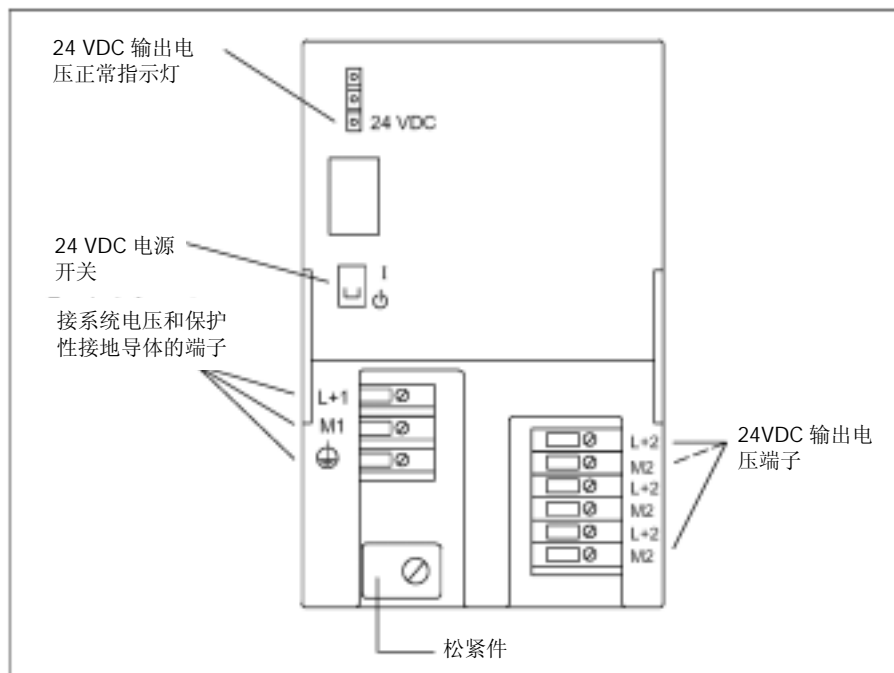 24 VDC 输出电
压正常指示灯
24 VDC
24 VDC 电源
开关
I
接系统电压和保护
性接地导体的端子
L+1
M1
L+2
M2
L+2
M2
L+2
M2
24VDC 输出电
压端子
松紧件